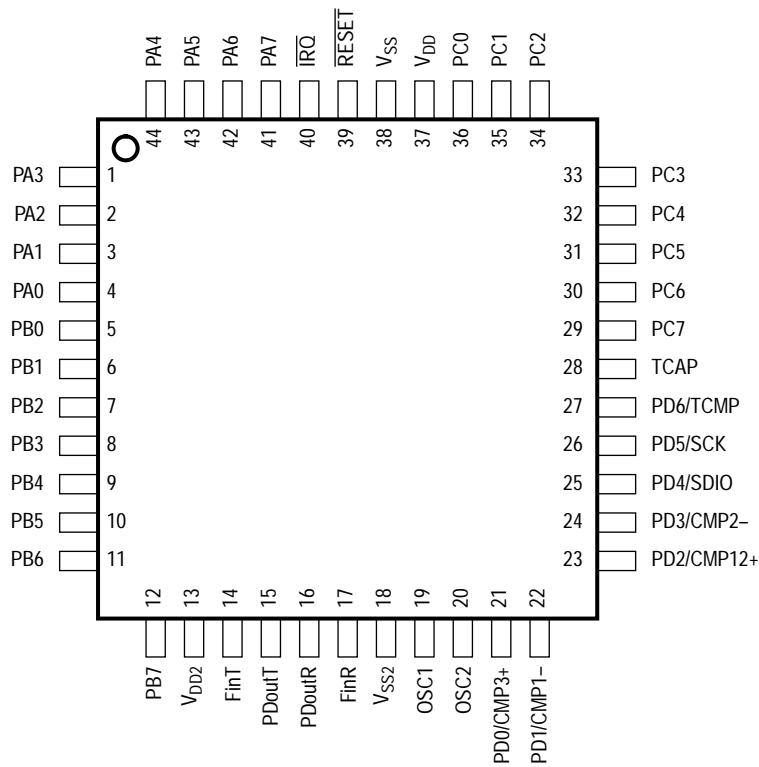 PA4 PA5 PA6 PA7 IRQ RESET VSS VDD PC0 PC1 PC2
44 43 42 41 40 39 38 37 36 35 34
PA3 1 33 PC3
PA2 2 32 PC4
PA1 3 31 PC5
PA0 4 30 PC6
PB0 5 29 PC7
PB1 6 28 TCAP
PB2 7 27 PD6/TCMP
PB3 8 26 PD5/SCK
PB4 9 25 PD4/SDIO
PB5 10 24 PD3/CMP2–
PB6 11 23 PD2/CMP12+
12 13 14 15 16 17 18 19 20 21 22
PB7 VDD2 FinT PDoutT PDoutR FinR VSS2 OSC1 OSC2 PD0/CMP3+ PD1/CMP1–